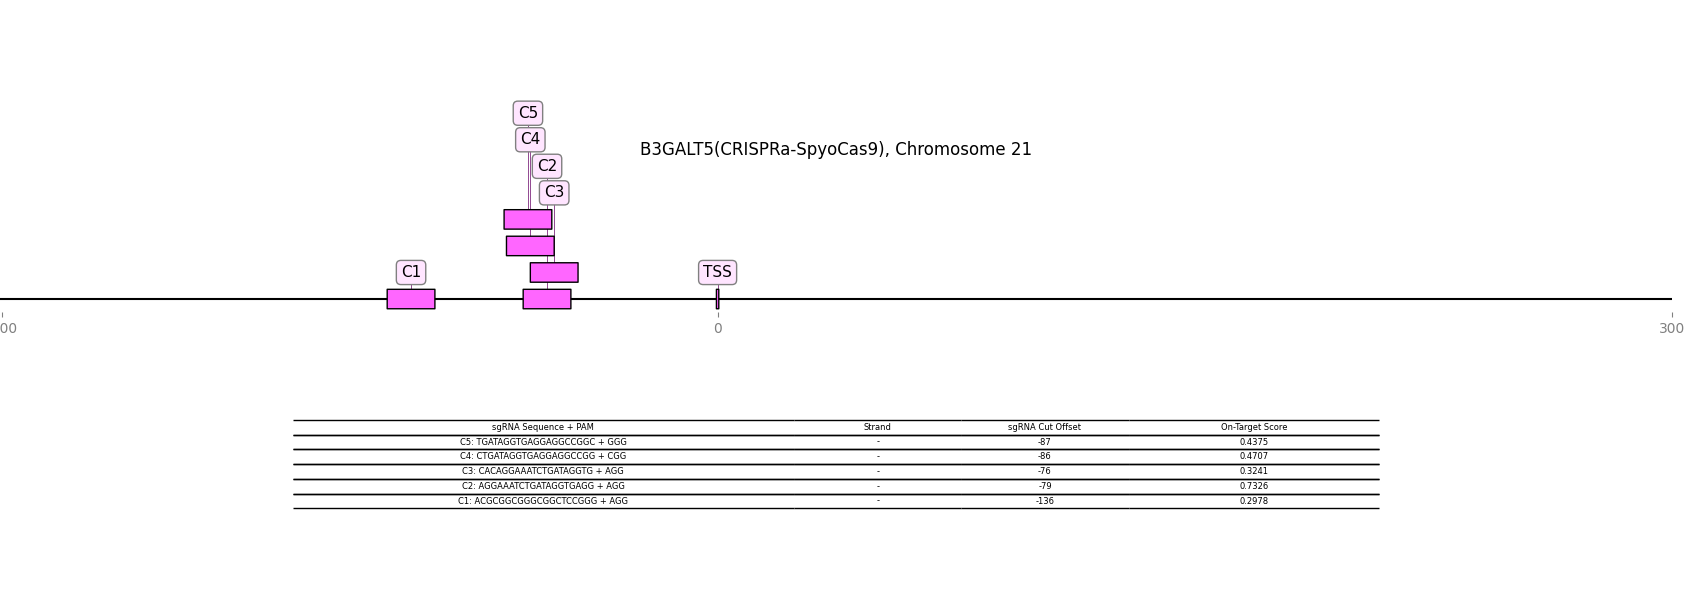 C5
C4
B3GALT5(CRISPRa-SpyoCas9), Chromosome 21
C2
C3
C1
TSS
00 0 300
sgRNA Sequence + PAM Strand sgRNA Cut Offset On-Target Score
C5: TGATAGGTGAGGAGGCCGGC + GGG - -87 0.4375
C4: CTGATAGGTGAGGAGGCCGG + CGG - -86 0.4707
C3: CACAGGAAATCTGATAGGTG + AGG - -76 0.3241
C2: AGGAAATCTGATAGGTGAGG + AGG - -79 0.7326
C1: ACGCGGCGGGCGGCTCCGGG + AGG - -136 0.2978